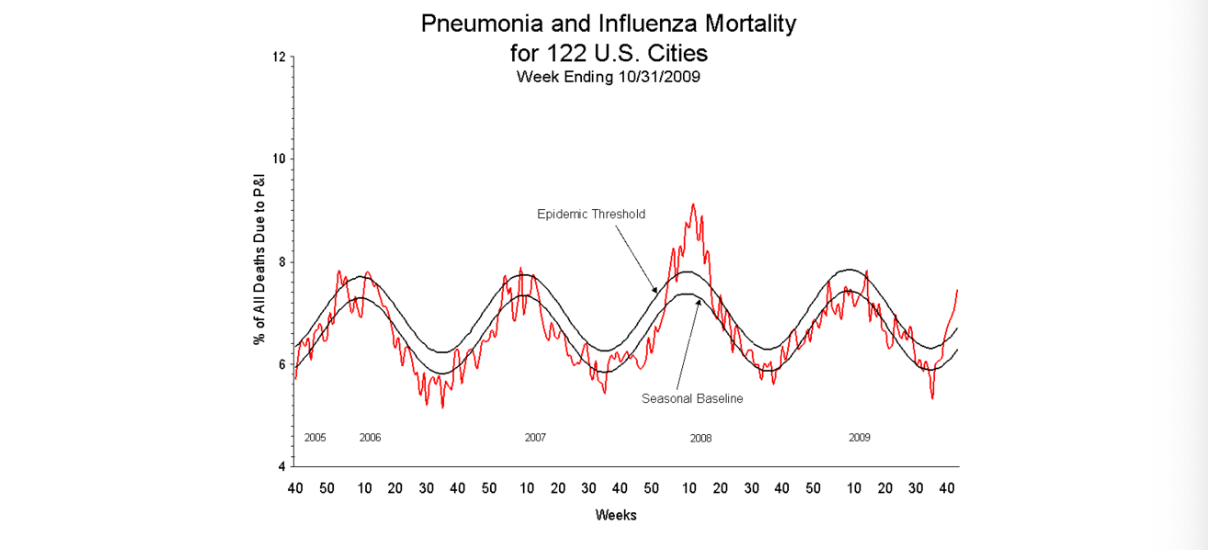 Pneumonia and Influenza Mortality
for 122 U.S. Cities
Week Ending 10/31/2009
% of All Deaths Due to P&I
12
10
8
6
4
Epidemic Threshold
Seasonal Baseline
2005 2006 2007 2008 2009
40 50 10 20 30 40 50 10 20 30 40 50 10 20 30 40 50 10 20 30 40
Weeks